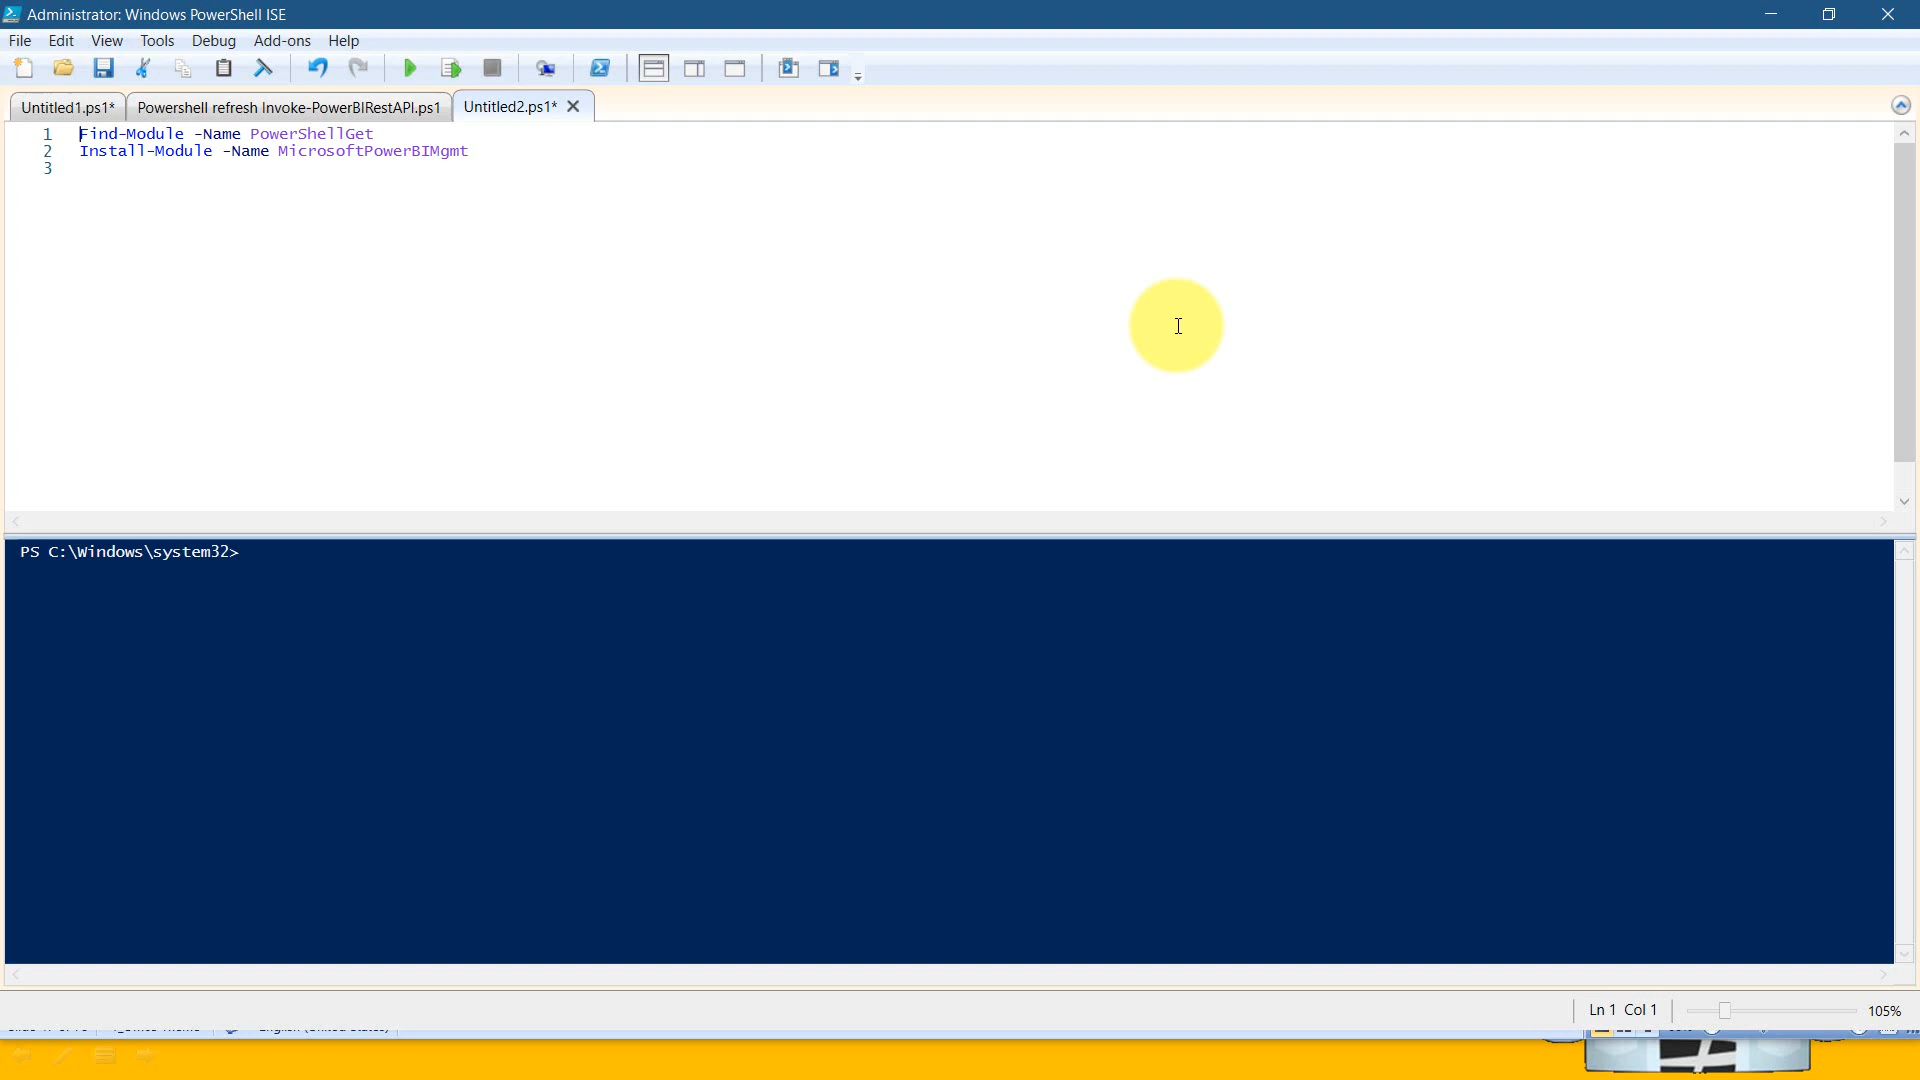 Administrator: Windows PowerShell ISE
File Edit View Tools Debug Add-ons Help
Untitled1.ps1* Powershell refresh Invoke-PowerBIRestAPI.ps1 Untitled2.ps1*
1 Find-Module -Name PowerShellGet
2 Install-Module -Name MicrosoftPowerBIMgmt
3
PS C:\Windows\system32>
Ln 1 Col 1 105%